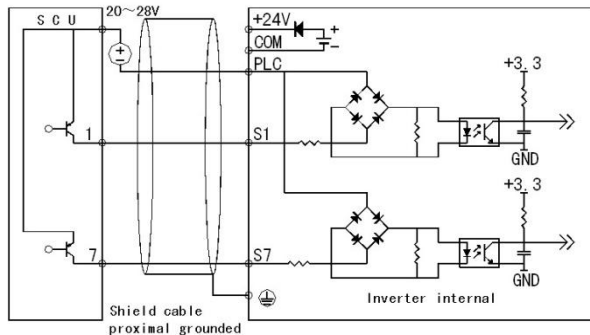 SCU
20～28V
+24V
COM
PLC
+3.3
1
S1
GND
+3.3
7
S7
GND
Shield cable
proximal grounded
Inverter internal